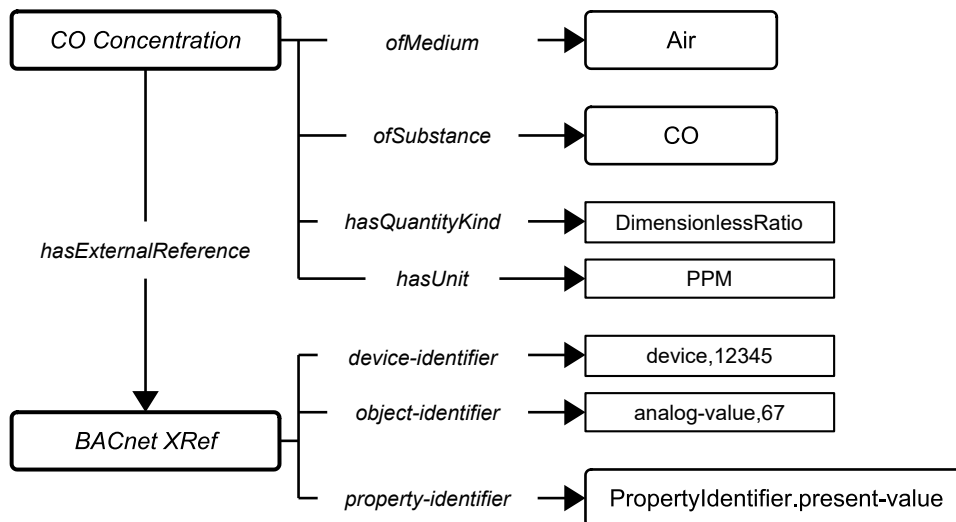 CO Concentration
ofMedium
Air
ofSubstance
CO
hasQuantityKind
DimensionlessRatio
hasExternalReference
hasUnit
PPM
device-identifier
device,12345
object-identifier
analog-value,67
BACnet XRef
property-identifier
PropertyIdentifier.present-value